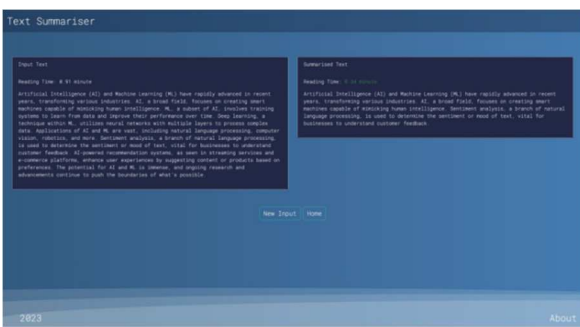 Text Summariser
Input Text
Reading Time: 0.91 minute
Artificial Intelligence (AI) and Machine Learning (ML) have rapidly advanced in recent
years, transforming various industries. AI, a broad field, focuses on creating smart
machines capable of mimicking human intelligence. ML, a subset of AI, involves training
systems to learn from data and improve their performance over time. Deep learning, a
technique within ML, utilizes neural networks with multiple layers to process complex
data. Applications of AI and ML are vast, including natural language processing, computer
vision, robotics, and more. Sentiment analysis, a branch of natural language processing,
is used to determine the sentiment or mood of text, vital for businesses to understand
customer feedback. AI-powered recommendation systems, as seen in streaming services and
e-commerce platforms, enhance user experiences by suggesting content or products based on
preferences. The potential for AI and ML is immense, and ongoing research and
advancements continue to push the boundaries of what's possible.
Summarized Text
Reading Time:
Artificial Intelligence (AI) and Machine Learning (ML) have rapidly advanced in recent
years, transforming various industries. AI, a broad field, focuses on creating smart
machines capable of mimicking human intelligence. Sentiment analysis, a branch of natural
language processing, is used to determine the sentiment or mood of text, vital for
businesses to understand customer feedback.
New Input
Home
2023
About